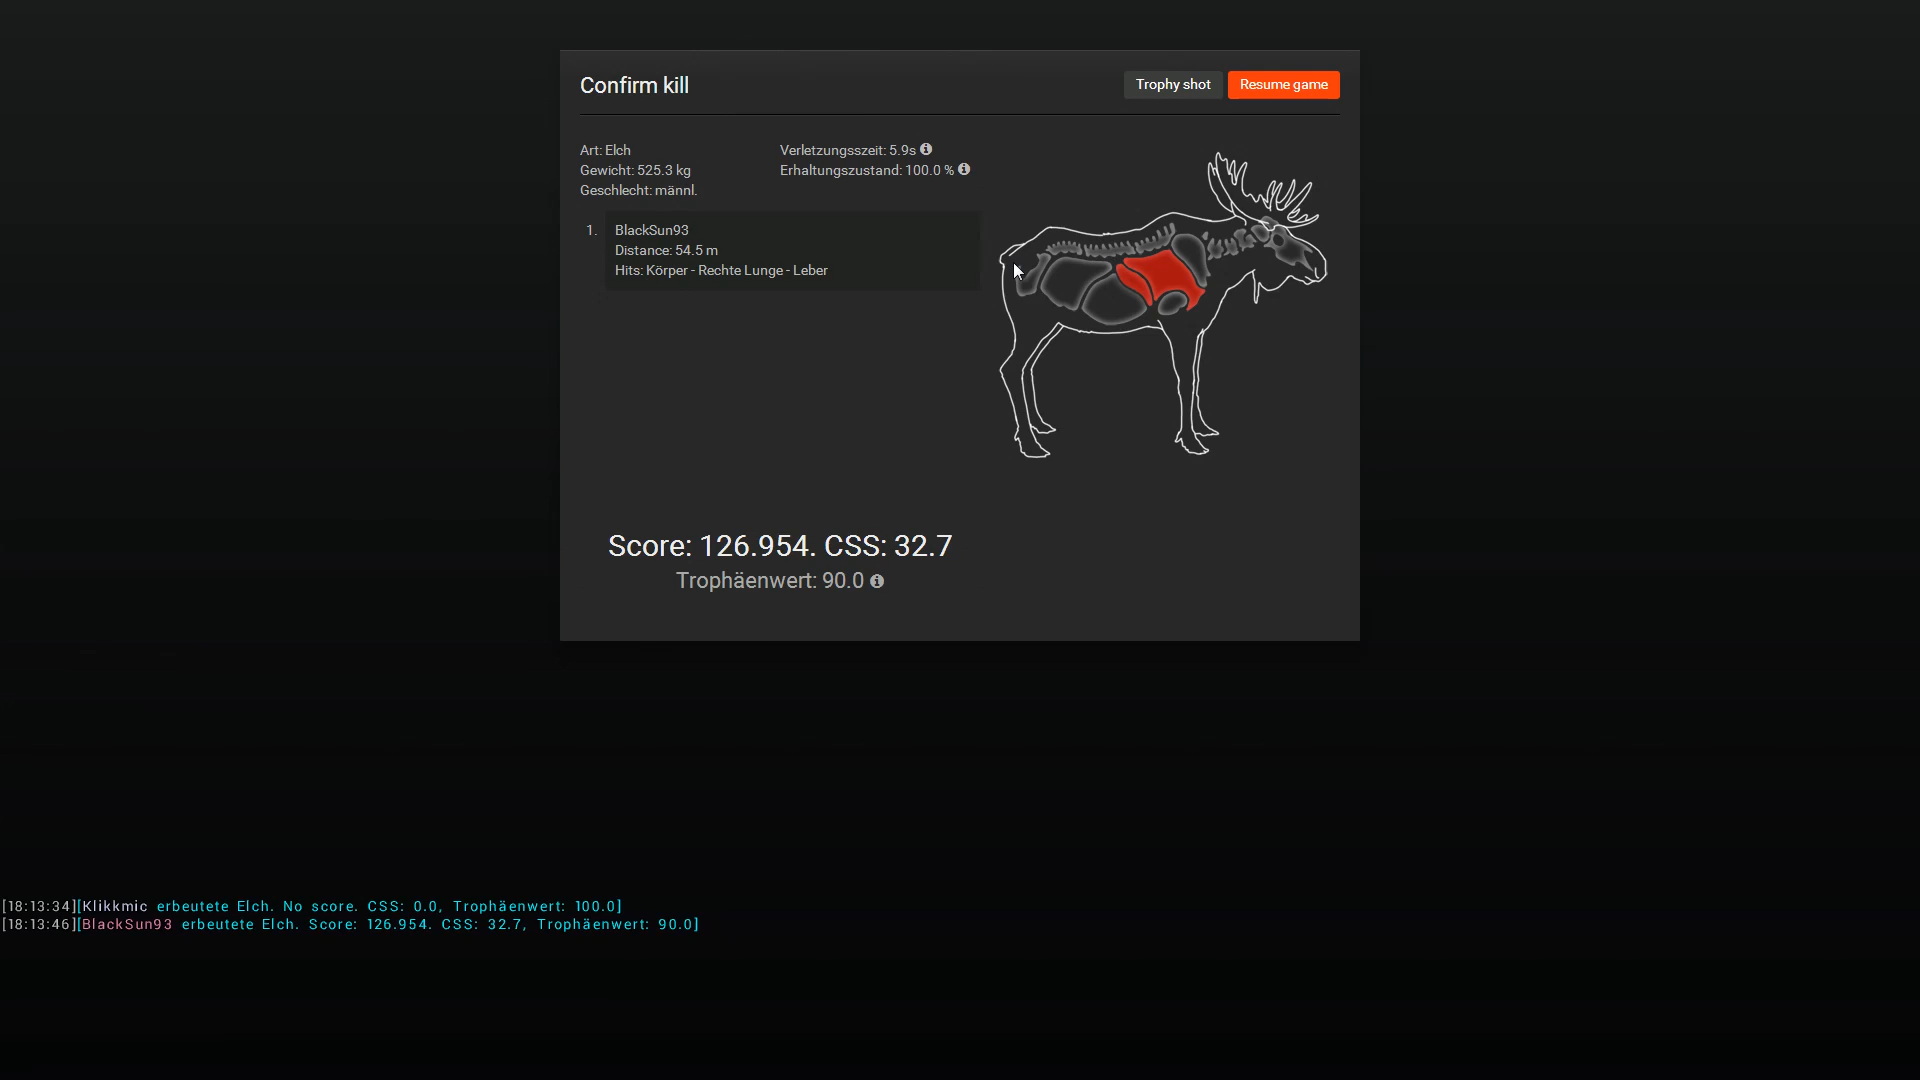 Confirm kill
Trophy shot
Resume game
Art: Elch
Gewicht: 525.3 kg
Geschlecht: männl.
Verletzungsszeit: 5.9s
Erhaltungszustand: 100.0 %
1.
BlackSun93
Distance: 54.5 m
Hits: Körper - Rechte Lunge - Leber
Score: 126.954. CSS: 32.7
Trophäenwert: 90.0
[18:13:34][Klikkmic erbeutete Elch. No score. CSS: 0.0, Trophäenwert: 100.0]
[18:13:46][BlackSun93 erbeutete Elch. Score: 126.954. CSS: 32.7, Trophäenwert: 90.0]